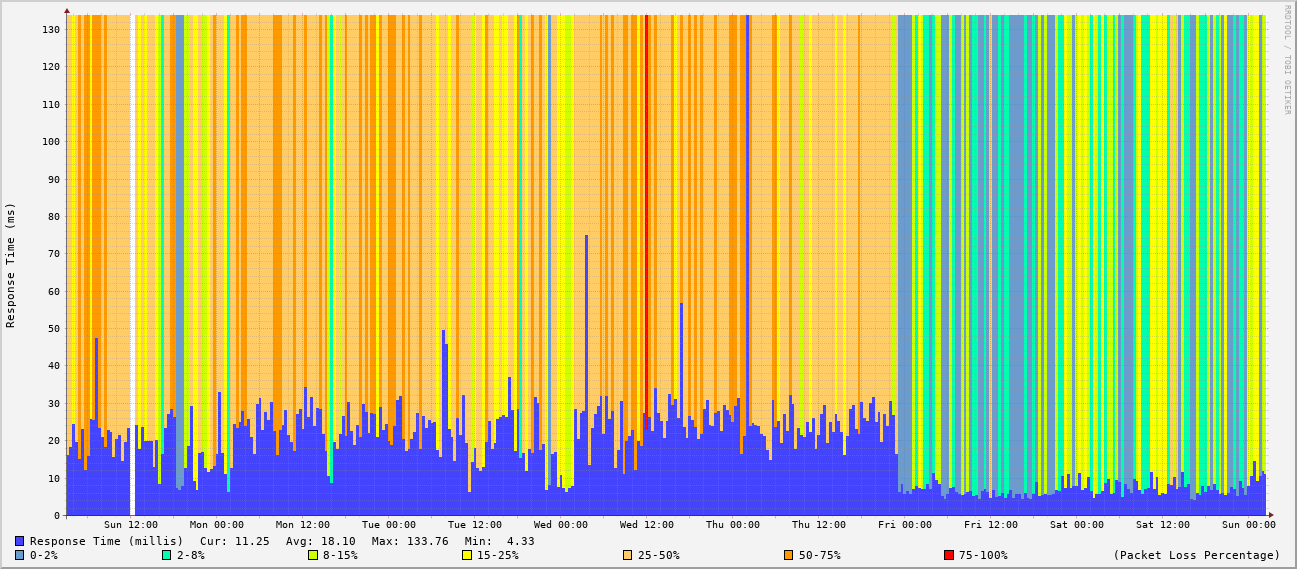 RRDTOOL / TOBI OETIKER
Response Time (ms)
130
120
110
100
90
80
70
60
50
40
30
20
10
0
Sun 12:00 Mon 00:00 Mon 12:00 Tue 00:00 Tue 12:00 Wed 00:00 Wed 12:00 Thu 00:00 Thu 12:00 Fri 00:00 Fri 12:00 Sat 00:00 Sat 12:00 Sun 00:00
Response Time (millis) Cur: 11.25 Avg: 18.10 Max: 133.76 Min: 4.33
0-2% 2-8% 8-15% 15-25% 25-50% 50-75% 75-100% (Packet Loss Percentage)